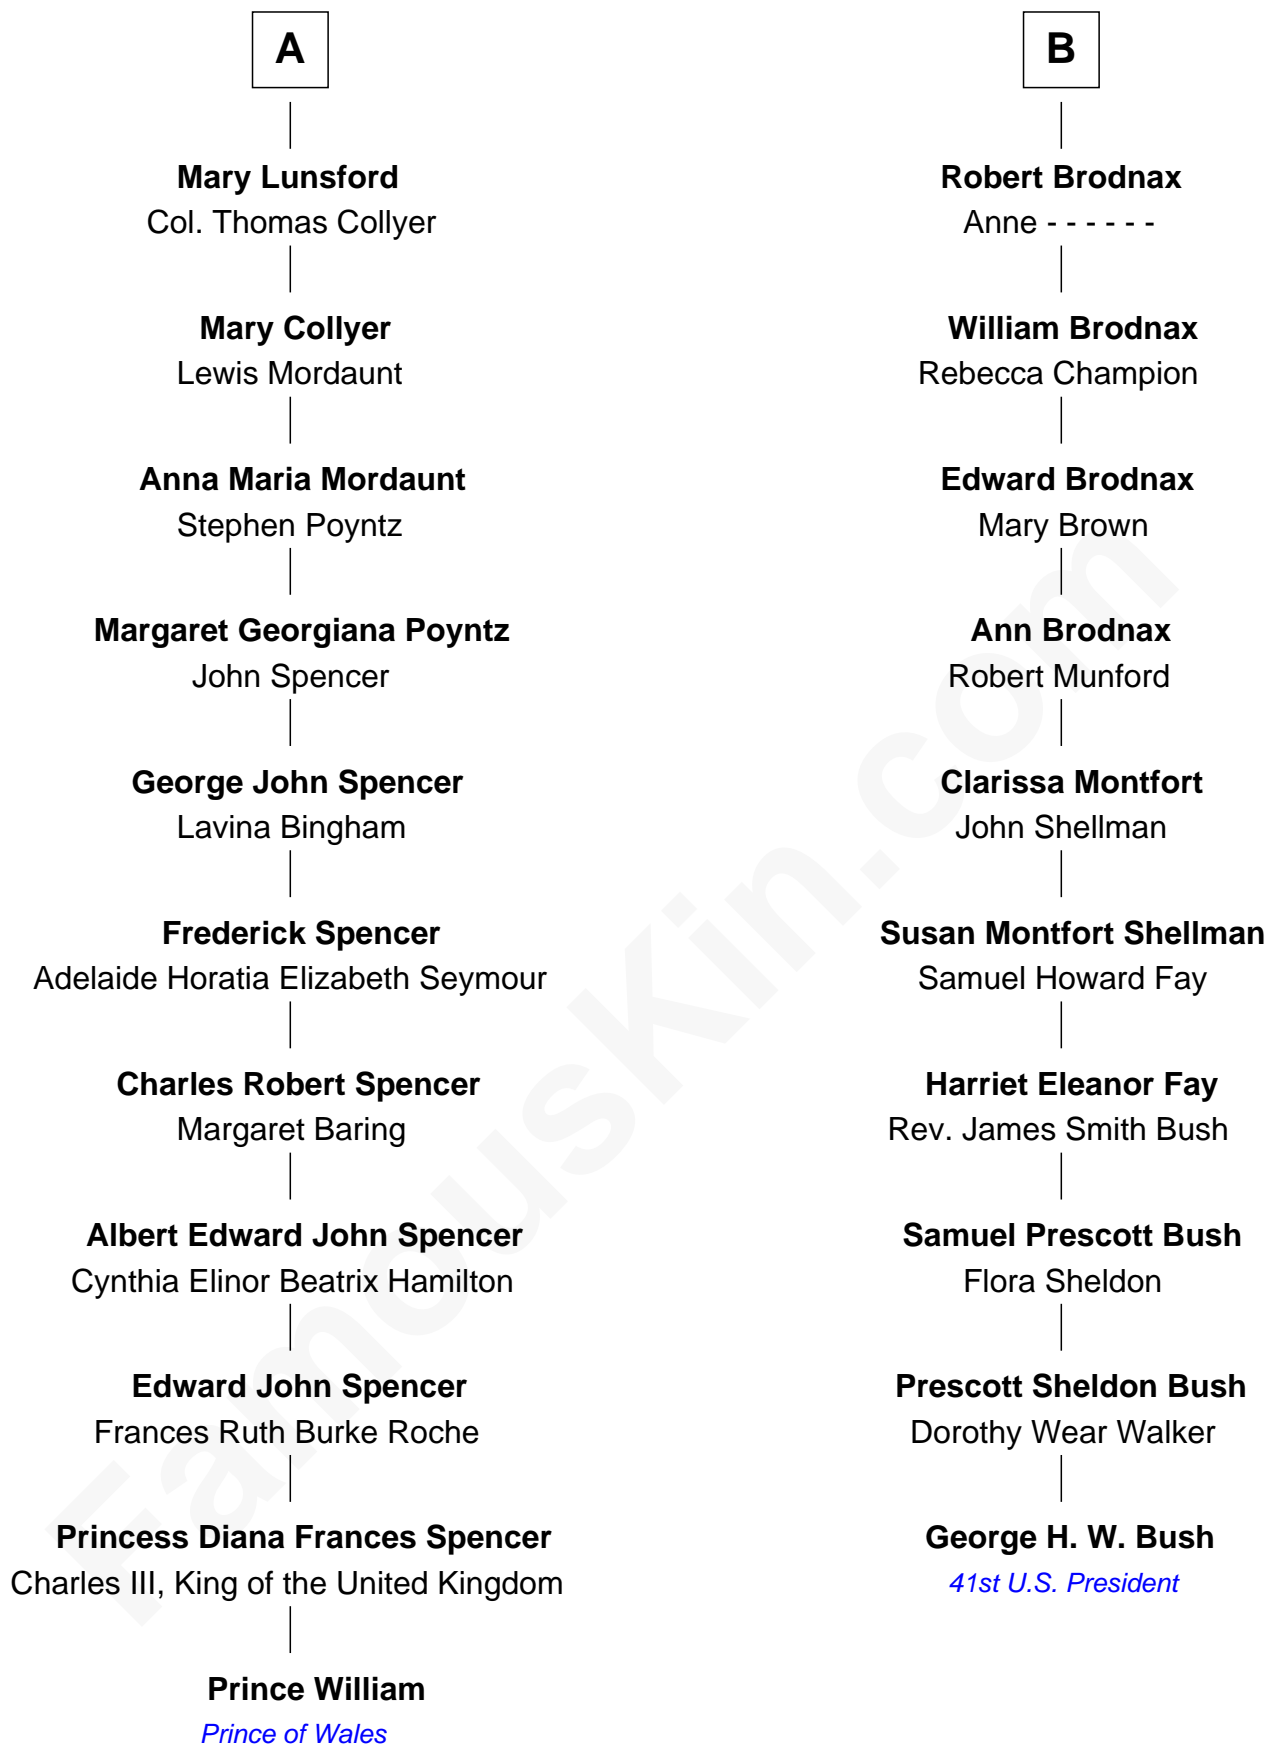 A
Mary Lunsford
Col. Thomas Collyer
Mary Collyer
Lewis Mordaunt
Anna Maria Mordaunt
Stephen Poyntz
Margaret Georgiana Poyntz
John Spencer
George John Spencer
Lavina Bingham
Frederick Spencer
Adelaide Horatia Elizabeth Seymour
Charles Robert Spencer
Margaret Baring
Albert Edward John Spencer
Cynthia Elinor Beatrix Hamilton
Edward John Spencer
Frances Ruth Burke Roche
Princess Diana Frances Spencer
Charles III, King of the United Kingdom
Prince William
Prince of Wales
B
Robert Brodnax
Anne - - - - - -
William Brodnax
Rebecca Champion
Edward Brodnax
Mary Brown
Ann Brodnax
Robert Munford
Clarissa Montfort
John Shellman
Susan Montfort Shellman
Samuel Howard Fay
Harriet Eleanor Fay
Rev. James Smith Bush
Samuel Prescott Bush
Flora Sheldon
Prescott Sheldon Bush
Dorothy Wear Walker
George H. W. Bush
41st U.S. President
FamousKin.com